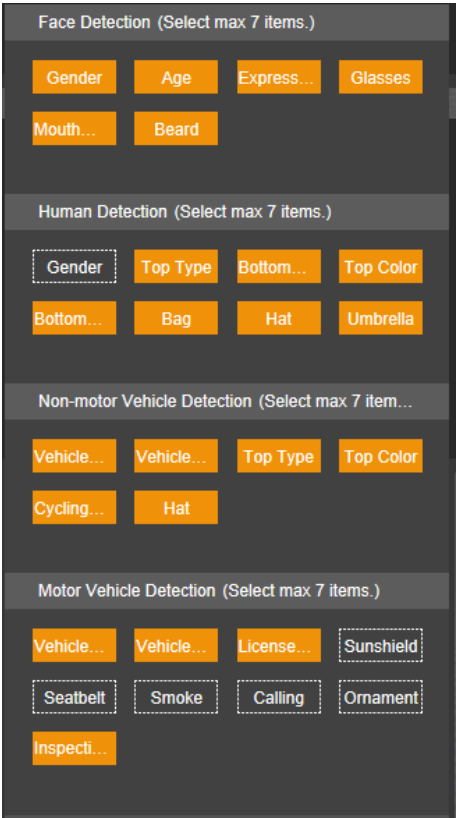 Face Detection (Select max 7 items.)
Gender Age Express... Glasses
Mouth... Beard
Human Detection (Select max 7 items.)
Gender Top Type Bottom... Top Color
Bottom... Bag Hat Umbrella
Non-motor Vehicle Detection (Select max 7 item...
Vehicle... Vehicle... Top Type Top Color
Cycling... Hat
Motor Vehicle Detection (Select max 7 items.)
Vehicle... Vehicle... License... Sunshield
Seatbelt Smoke Calling Ornament
Inspecti...